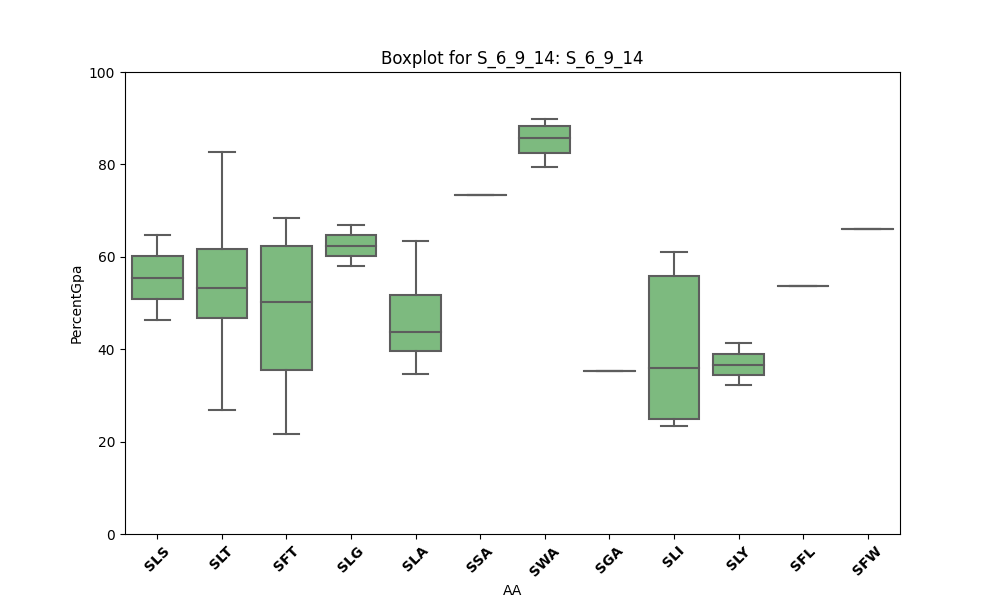 Boxplot for S_6_9_14: S_6_9_14
100
80
60
40
20
0
PercentGpa
SLS
SLT
SFT
SLG
SLA
SSA
SWA
SGA
SLI
SLY
SFL
SFW
AA